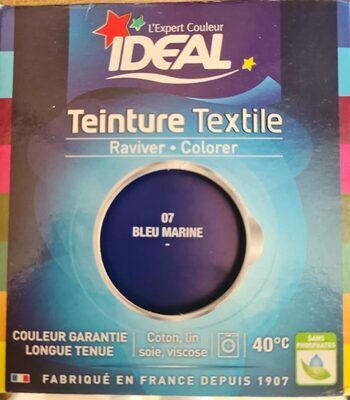 L'Expert Couleur
IDEAL
Teinture Textile
Raviver • Colorer
07
BLEU MARINE
-
COULEUR GARANTIE
LONGUE TENUE
Coton, lin
soie, viscose
40°C
SANS
PHOSPHATES
FABRIQUÉ EN FRANCE DEPUIS 1907